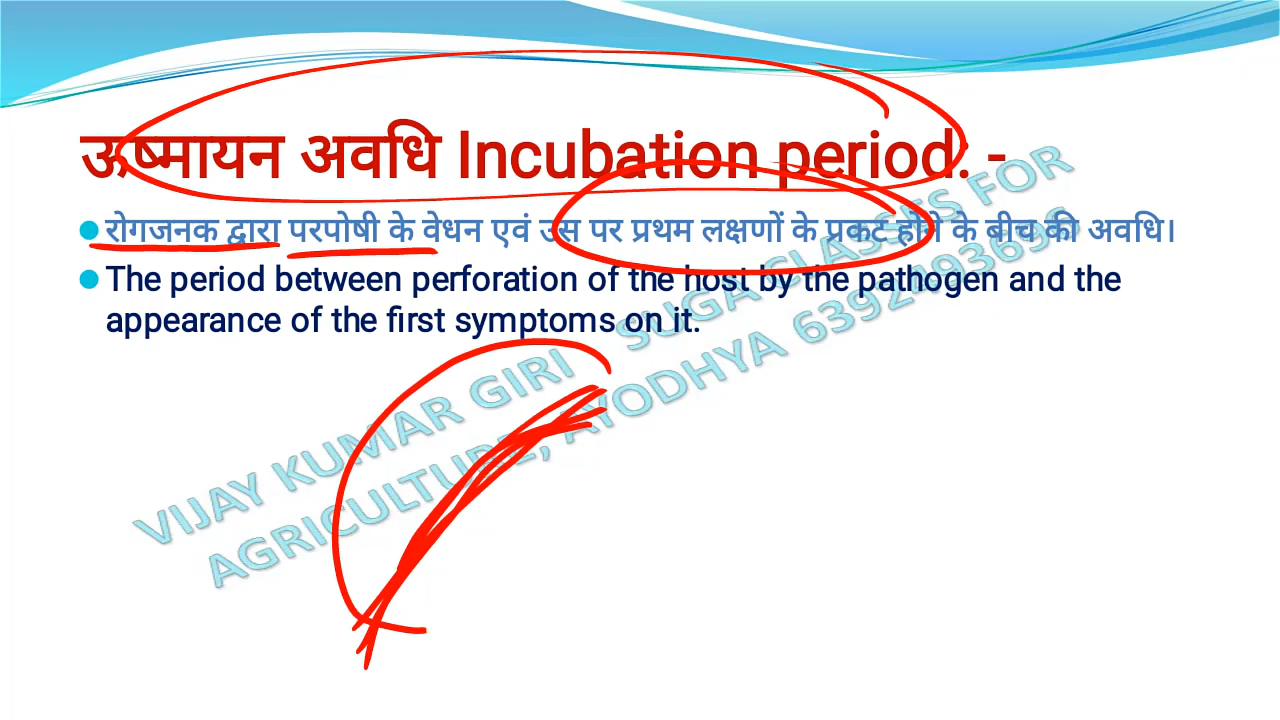 उष्मायन अवधि Incubation period. -
रोगजनक द्वारा परपोषी के वेधन एवं उस पर प्रथम लक्षणों के प्रकट होने के बीच की अवधि।
The period between perforation of the host by the pathogen and the
appearance of the first symptoms on it.
VIJAY KUMAR GIRI SUGA CLASSES FOR
AGRICULTURE, AYODHYA 6392493696